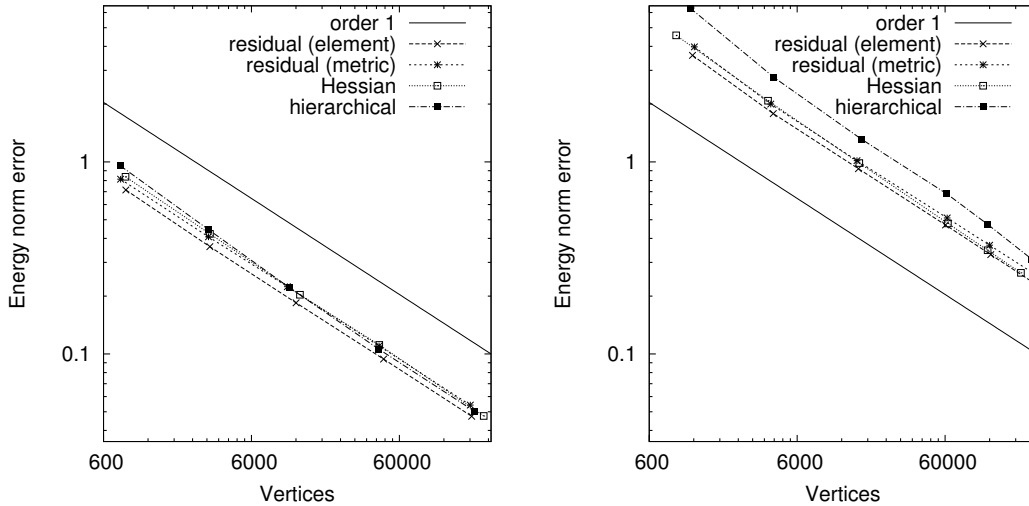 order 1
residual (element)
residual (metric)
Hessian
hierarchical
1
0.1
Energy norm error
600
6000
60000
Vertices
order 1
residual (element)
residual (metric)
Hessian
hierarchical
1
0.1
Energy norm error
600
6000
60000
Vertices